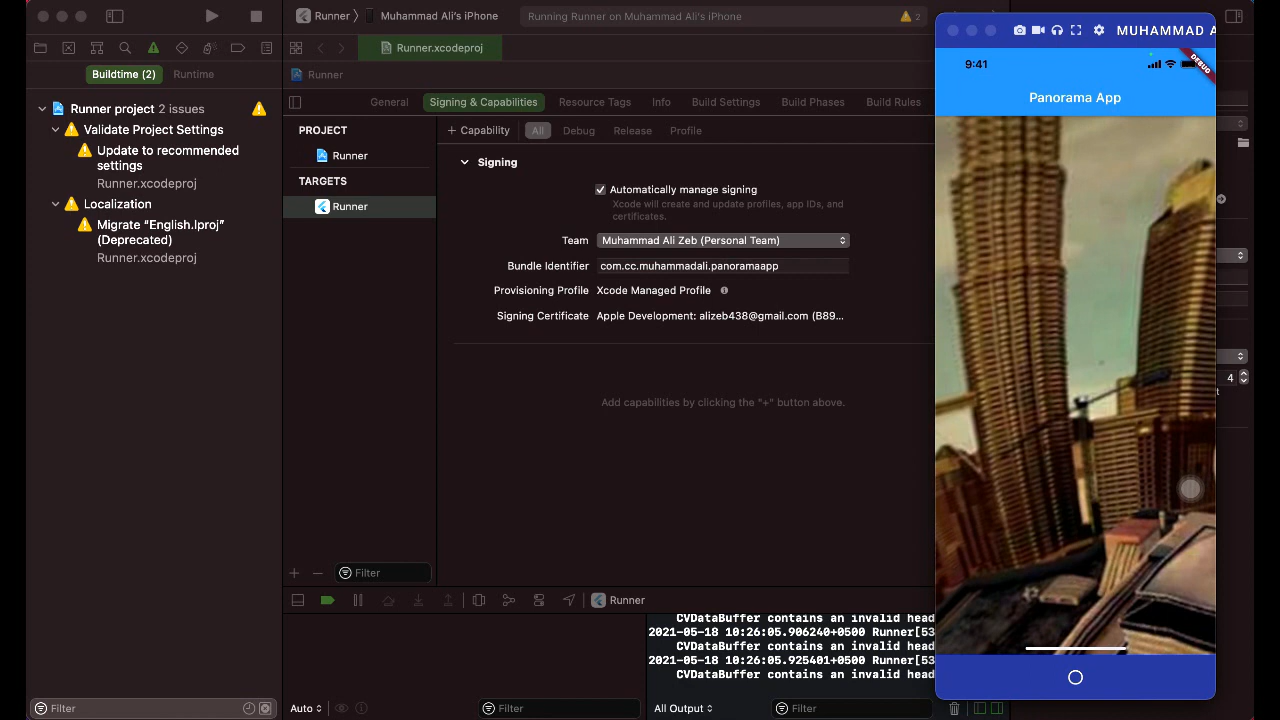 Runner
Muhammad Ali's iPhone
Running Runner on Muhammad Ali's iPhone
2
Runner.xcodeproj
Buildtime (2)
Runtime
Runner
Runner project 2 issues
Validate Project Settings
Update to recommended
settings
Runner.xcodeproj
Localization
Migrate “English.lproj”
(Deprecated)
Runner.xcodeproj
General
Signing & Capabilities
Resource Tags
Info
Build Settings
Build Phases
Build Rules
PROJECT
Runner
TARGETS
Runner
+ Capability
All
Debug
Release
Profile
Signing
Automatically manage signing
Xcode will create and update profiles, app IDs, and
certificates.
Team
Muhammad Ali Zeb (Personal Team)
Bundle Identifier
com.cc.muhammadali.panoramaapp
Provisioning Profile
Xcode Managed Profile
Signing Certificate
Apple Development: alizeb438@gmail.com (B89...
Add capabilities by clicking the "+" button above.
Filter
Runner
CVDataBuffer contains an invalid head
2021-05-18 10:26:05.906240+0500 Runner[53
CVDataBuffer contains an invalid head
2021-05-18 10:26:05.925401+0500 Runner[53
CVDataBuffer contains an invalid head
Filter
Auto
Filter
All Output
Filter
MUHAMMAD A
9:41
DEBUG
Panorama App
4
t